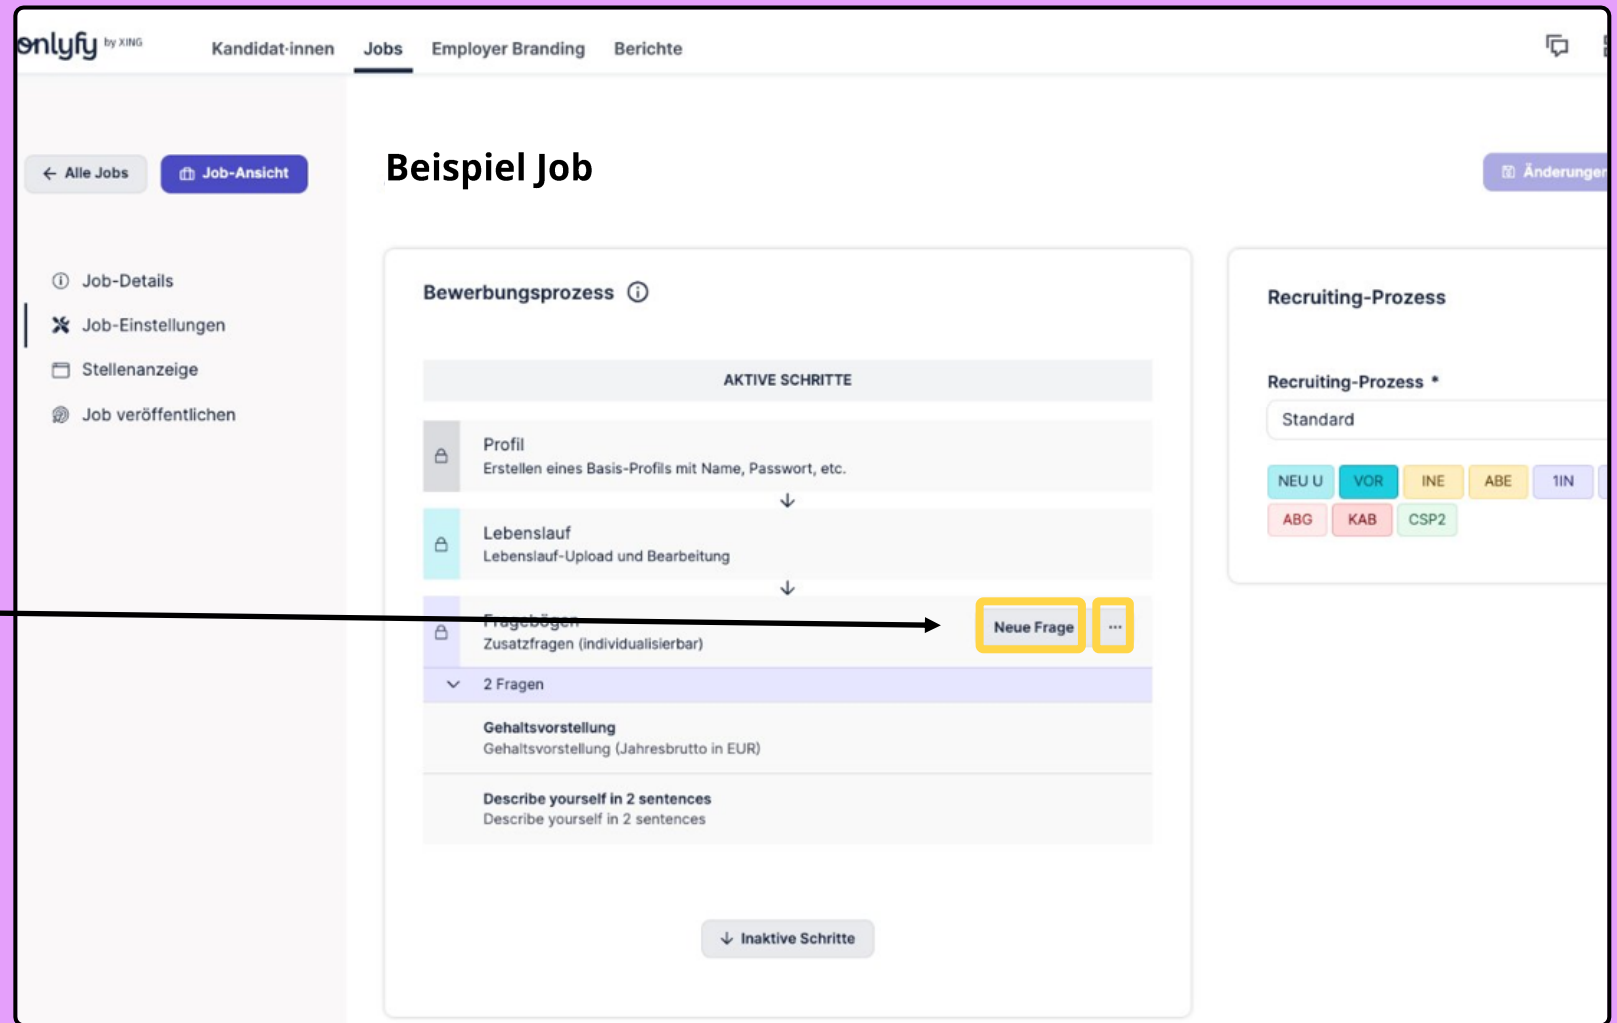 onlyfy by XING
Kandidat·innen
Jobs
Employer Branding
Berichte
← Alle Jobs
Job-Ansicht
Beispiel Job
Job-Details
Job-Einstellungen
Stellenanzeige
Job veröffentlichen
Bewerbungsprozess
AKTIVE SCHRITTE
Profil
Erstellen eines Basis-Profils mit Name, Passwort, etc.
Lebenslauf
Lebenslauf-Upload und Bearbeitung
Fragebögen
Zusatzfragen (individualisierbar)
Neue Frage
...
2 Fragen
Gehaltsvorstellung
Gehaltsvorstellung (Jahresbrutto in EUR)
Describe yourself in 2 sentences
Describe yourself in 2 sentences
↓ Inaktive Schritte
Recruiting-Prozess
Recruiting-Prozess *
Standard
NEU U VOR INE ABE 1IN
ABG KAB CSP2